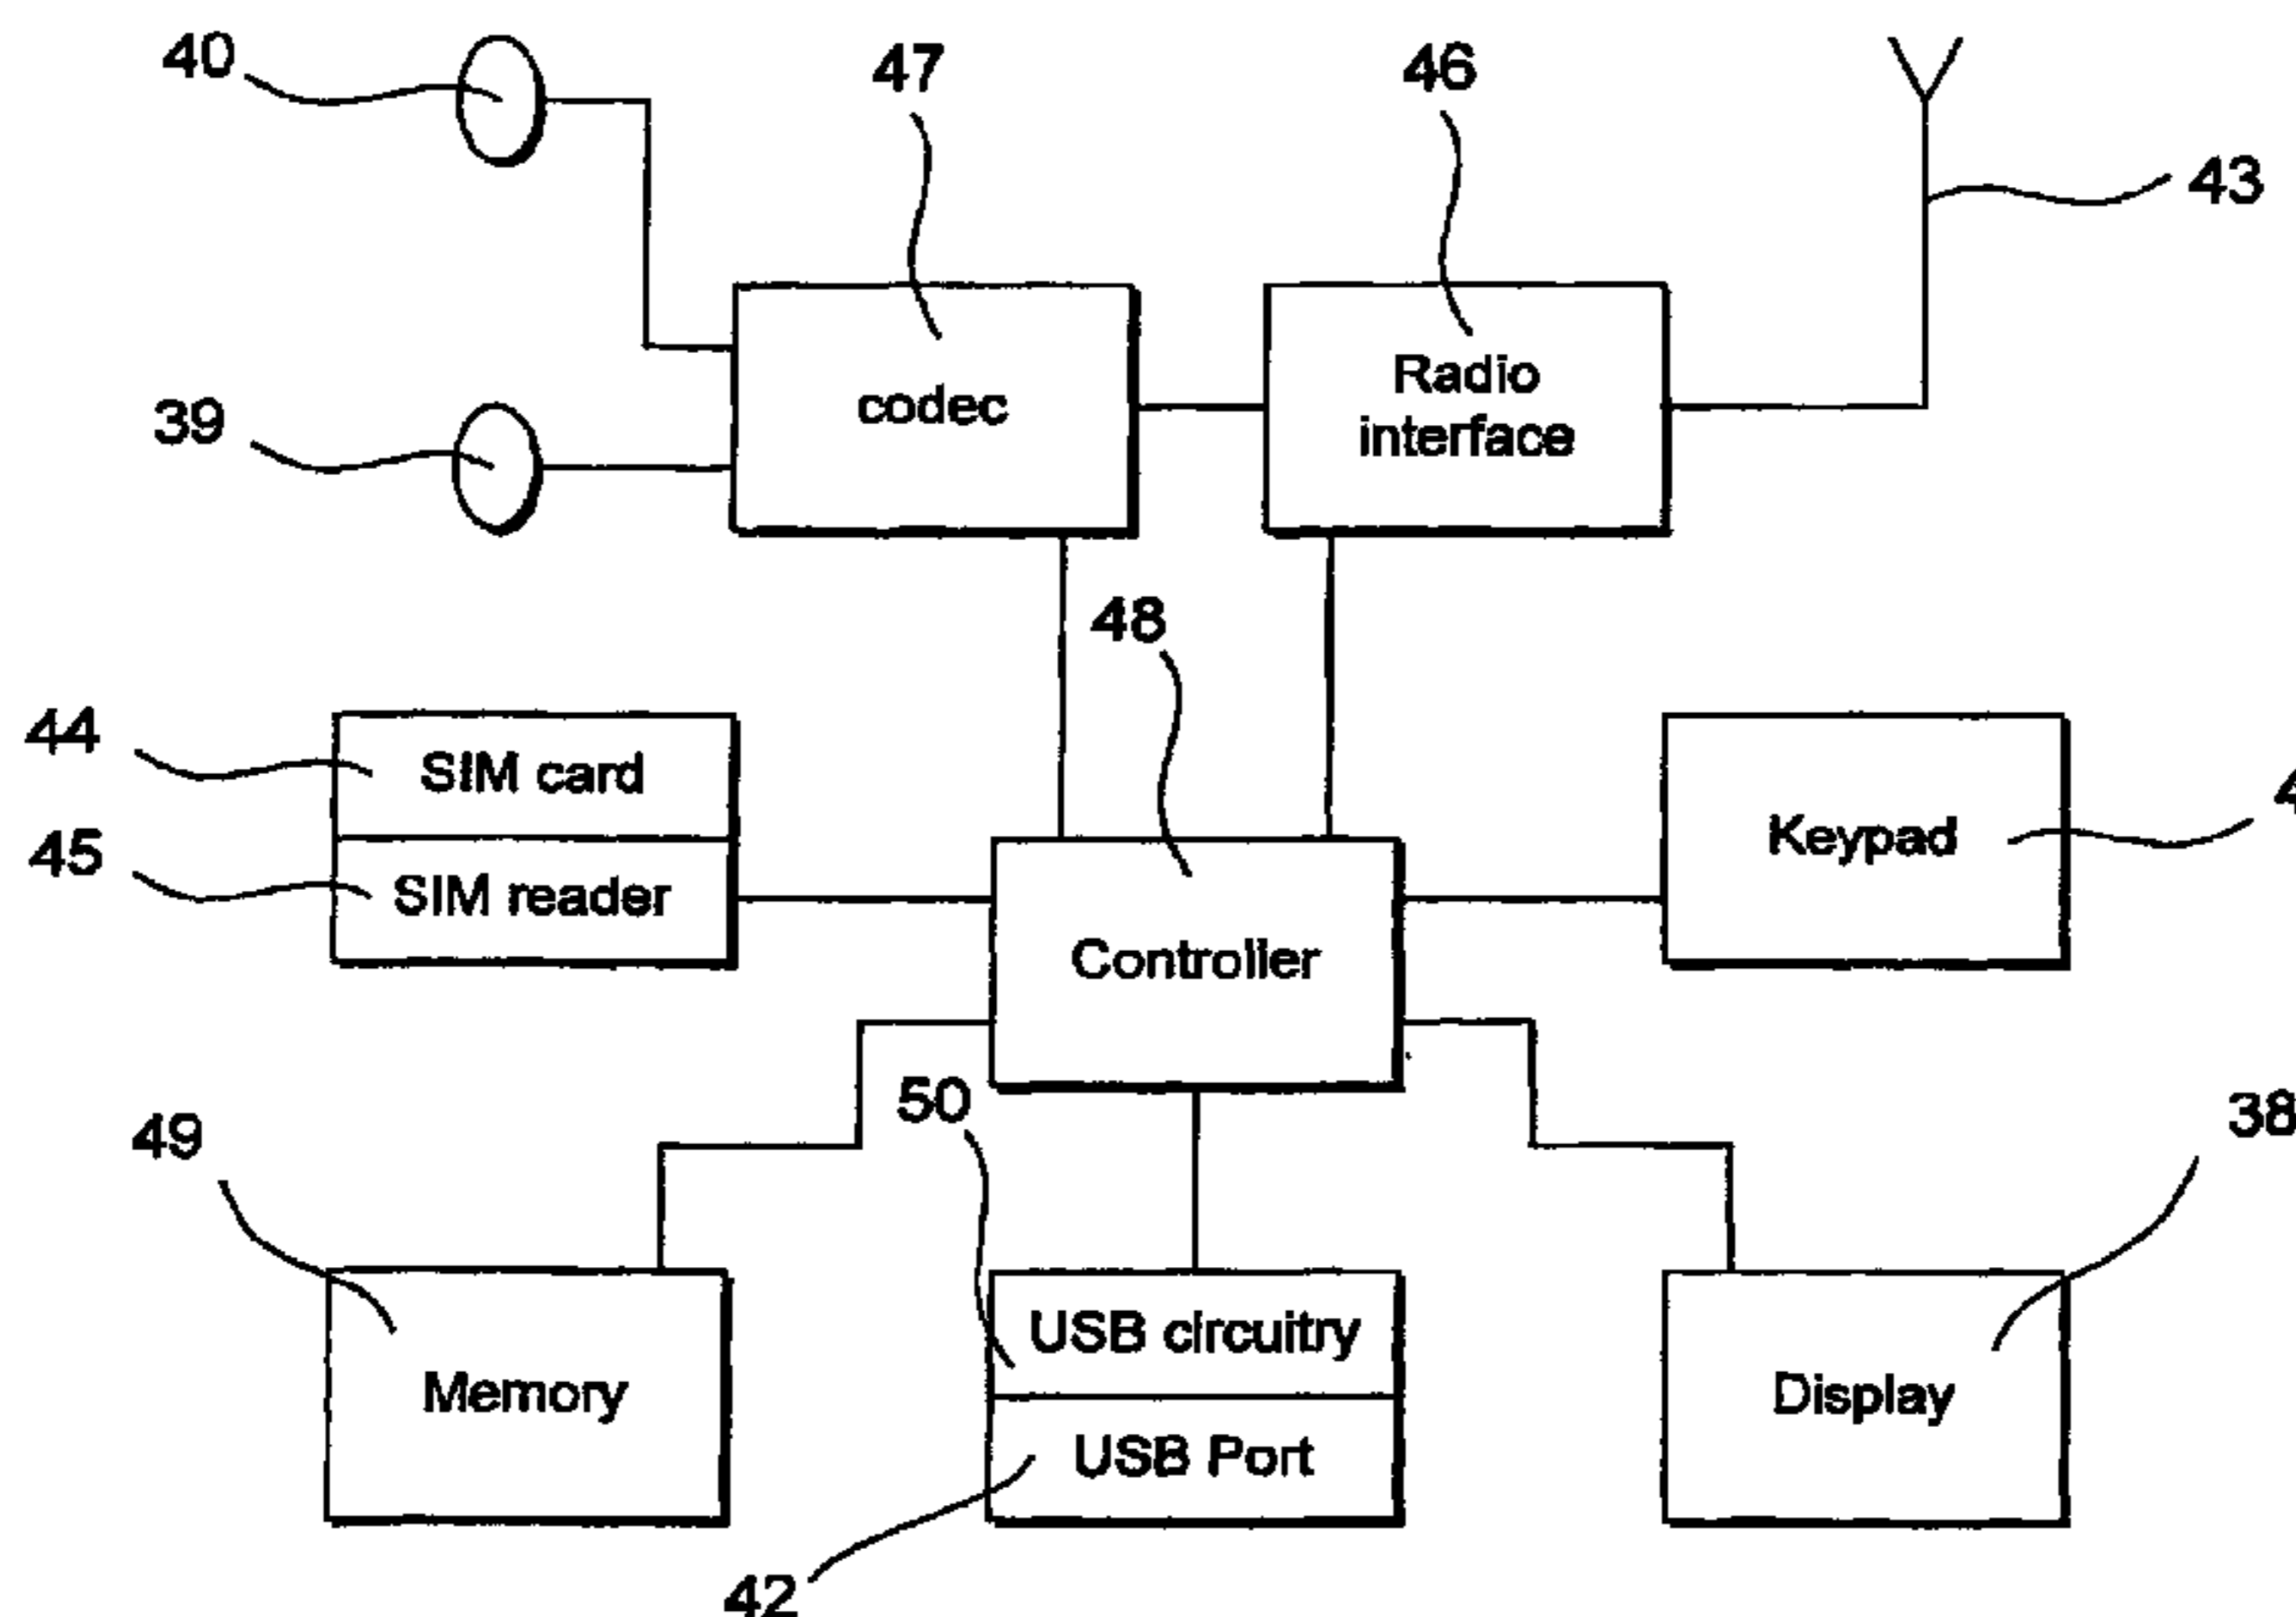 40
47
46
43
codec
Radio
interface
39
48
44
SIM card
45
SIM reader
Keypad
Controller
50
38
49
USB circuitry
Memory
USB Port
Display
42